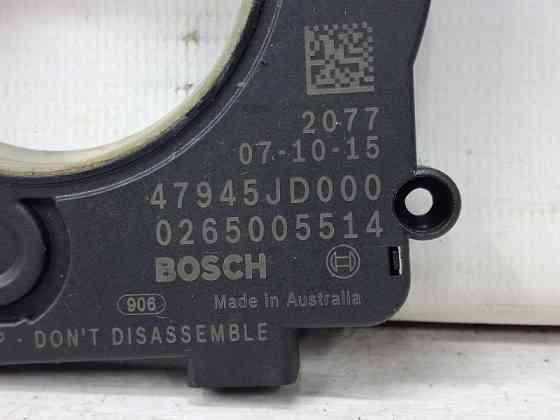 2077
07-10-15
47945JD000
0265005514
BOSCH
906 Made in Australia
- DON'T DISASSEMBLE